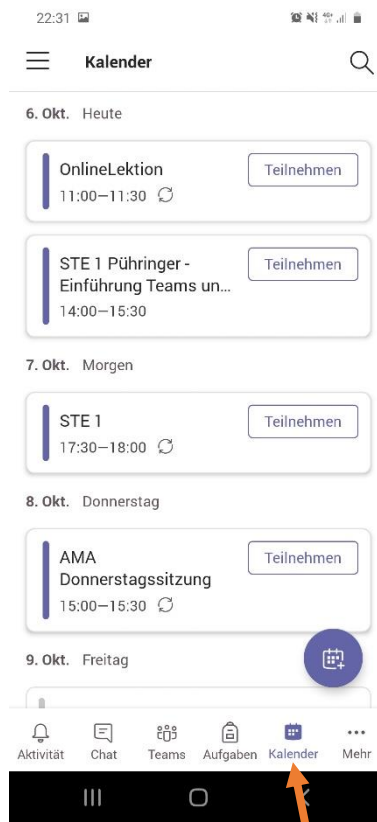 22:31
4G+
Kalender
6. Okt. Heute
OnlineLektion
Teilnehmen
11:00—11:30
STE 1 Pühringer -
Einführung Teams un...
Teilnehmen
14:00—15:30
7. Okt. Morgen
STE 1
Teilnehmen
17:30—18:00
8. Okt. Donnerstag
AMA
Donnerstagssitzung
Teilnehmen
15:00—15:30
9. Okt. Freitag
Aktivität Chat Teams Aufgaben Kalender Mehr